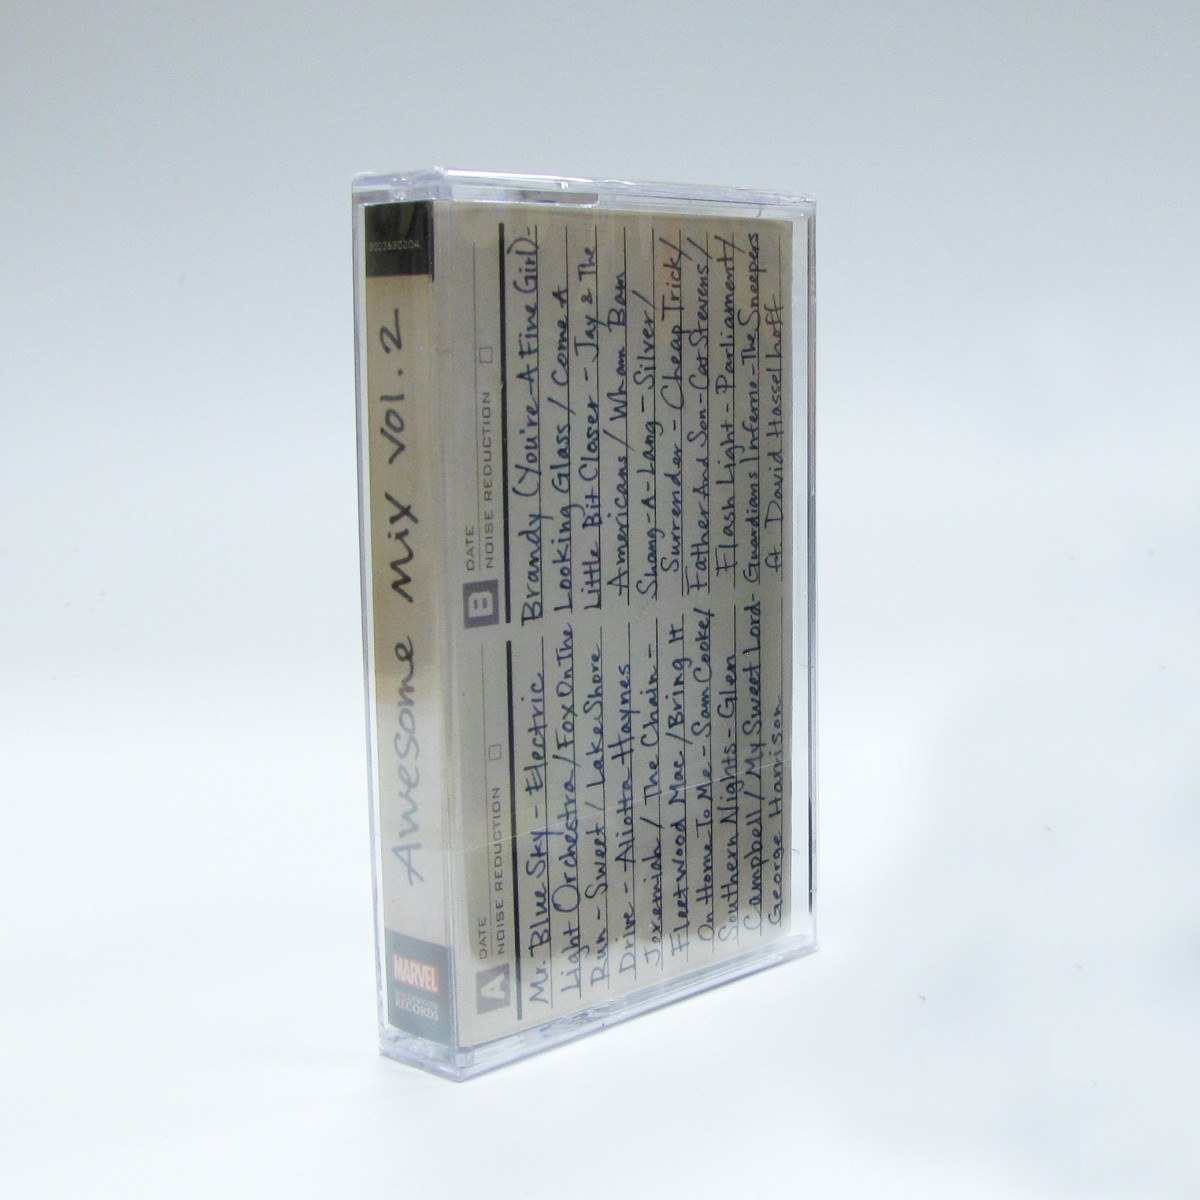 0002630204
Awesome mix vol. 2
MARVEL
HOLLYWOOD
RECORDS
A
DATE
NOISE REDUCTION
Mr. Blue Sky - Electric
Light Orchestra / Fox On The
Run - Sweet / Lake Shore
Drive - Aliotta Haynes
Jeremiah / The Chain -
Fleetwood Mac / Bring It
On Home To Me - Sam Cooke /
Southern Nights - Glen
Campbell / My Sweet Lord -
George Harrison
B
DATE
NOISE REDUCTION
Brandy (You're A Fine Girl) -
Looking Glass / Come A
Little Bit Closer - Jay & The
Americans / Wham Bam
Shang-A-Lang - Silver /
Surrender - Cheap Trick /
Father And Son - Cat Stevens /
Flash Light - Parliament /
Guardians Inferno - The Sneepers
ft. David Hasselhoff